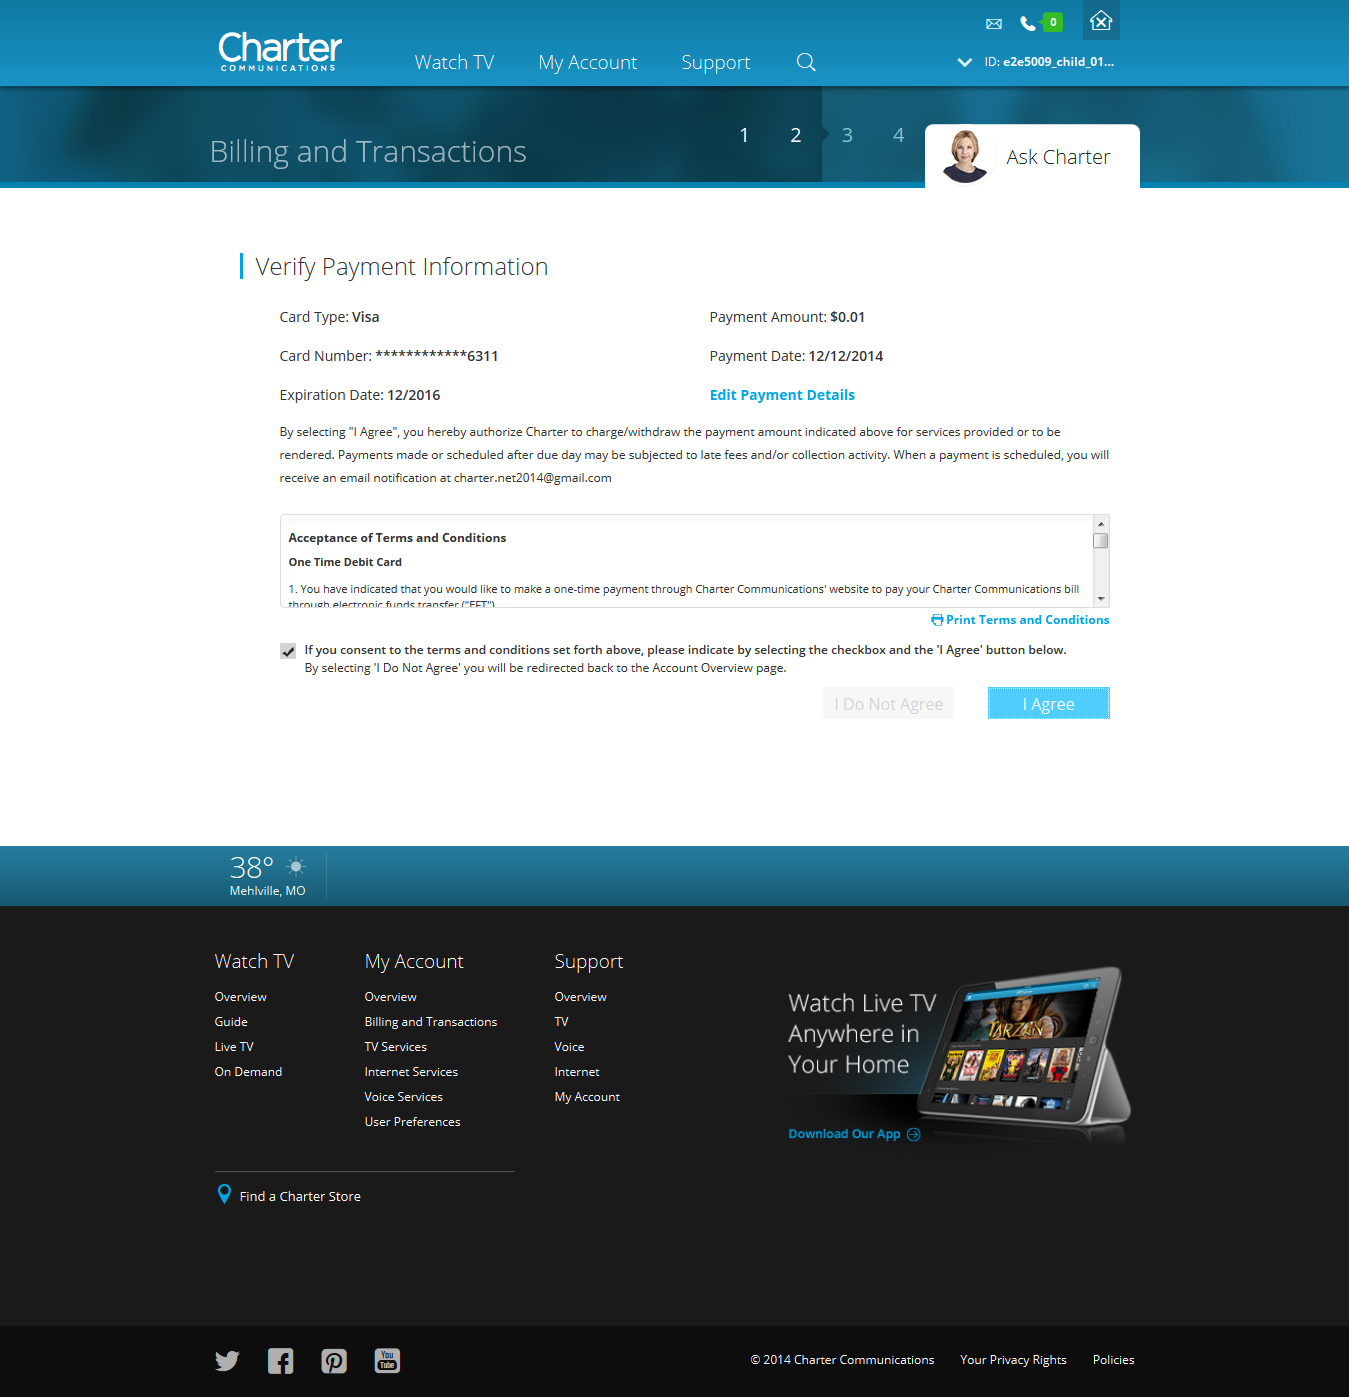 Charter
COMMUNICATIONS
Watch TV
My Account
Support
0
ID: e2e5009_child_01...
Billing and Transactions
1
2
3
4
Ask Charter
Verify Payment Information
Card Type: Visa
Payment Amount: $0.01
Card Number: ************6311
Payment Date: 12/12/2014
Expiration Date: 12/2016
Edit Payment Details
By selecting "I Agree", you hereby authorize Charter to charge/withdraw the payment amount indicated above for services provided or to be
rendered. Payments made or scheduled after due day may be subjected to late fees and/or collection activity. When a payment is scheduled, you will
receive an email notification at charter.net2014@gmail.com
Acceptance of Terms and Conditions
One Time Debit Card
1. You have indicated that you would like to make a one-time payment through Charter Communications' website to pay your Charter Communications bill
through electronic funds transfer ("EFT")
Print Terms and Conditions
If you consent to the terms and conditions set forth above, please indicate by selecting the checkbox and the 'I Agree' button below.
By selecting 'I Do Not Agree' you will be redirected back to the Account Overview page.
I Do Not Agree
I Agree
38°
Mehlville, MO
Watch TV
Overview
Guide
Live TV
On Demand
My Account
Overview
Billing and Transactions
TV Services
Internet Services
Voice Services
User Preferences
Support
Overview
TV
Voice
Internet
My Account
Watch Live TV
Anywhere in
Your Home
TARZAN
Download Our App
Find a Charter Store
You
Tube
© 2014 Charter Communications
Your Privacy Rights
Policies